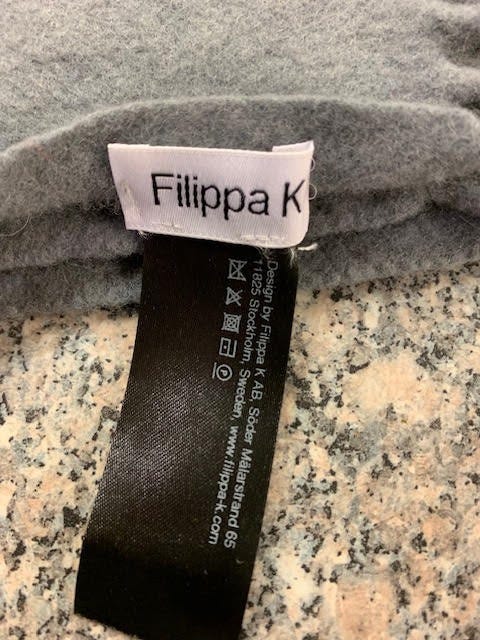 Filippa K
Design by Filippa K AB, Söder Mälarstrand 65
11825 Stockholm, Sweden, www.filippa-k.com